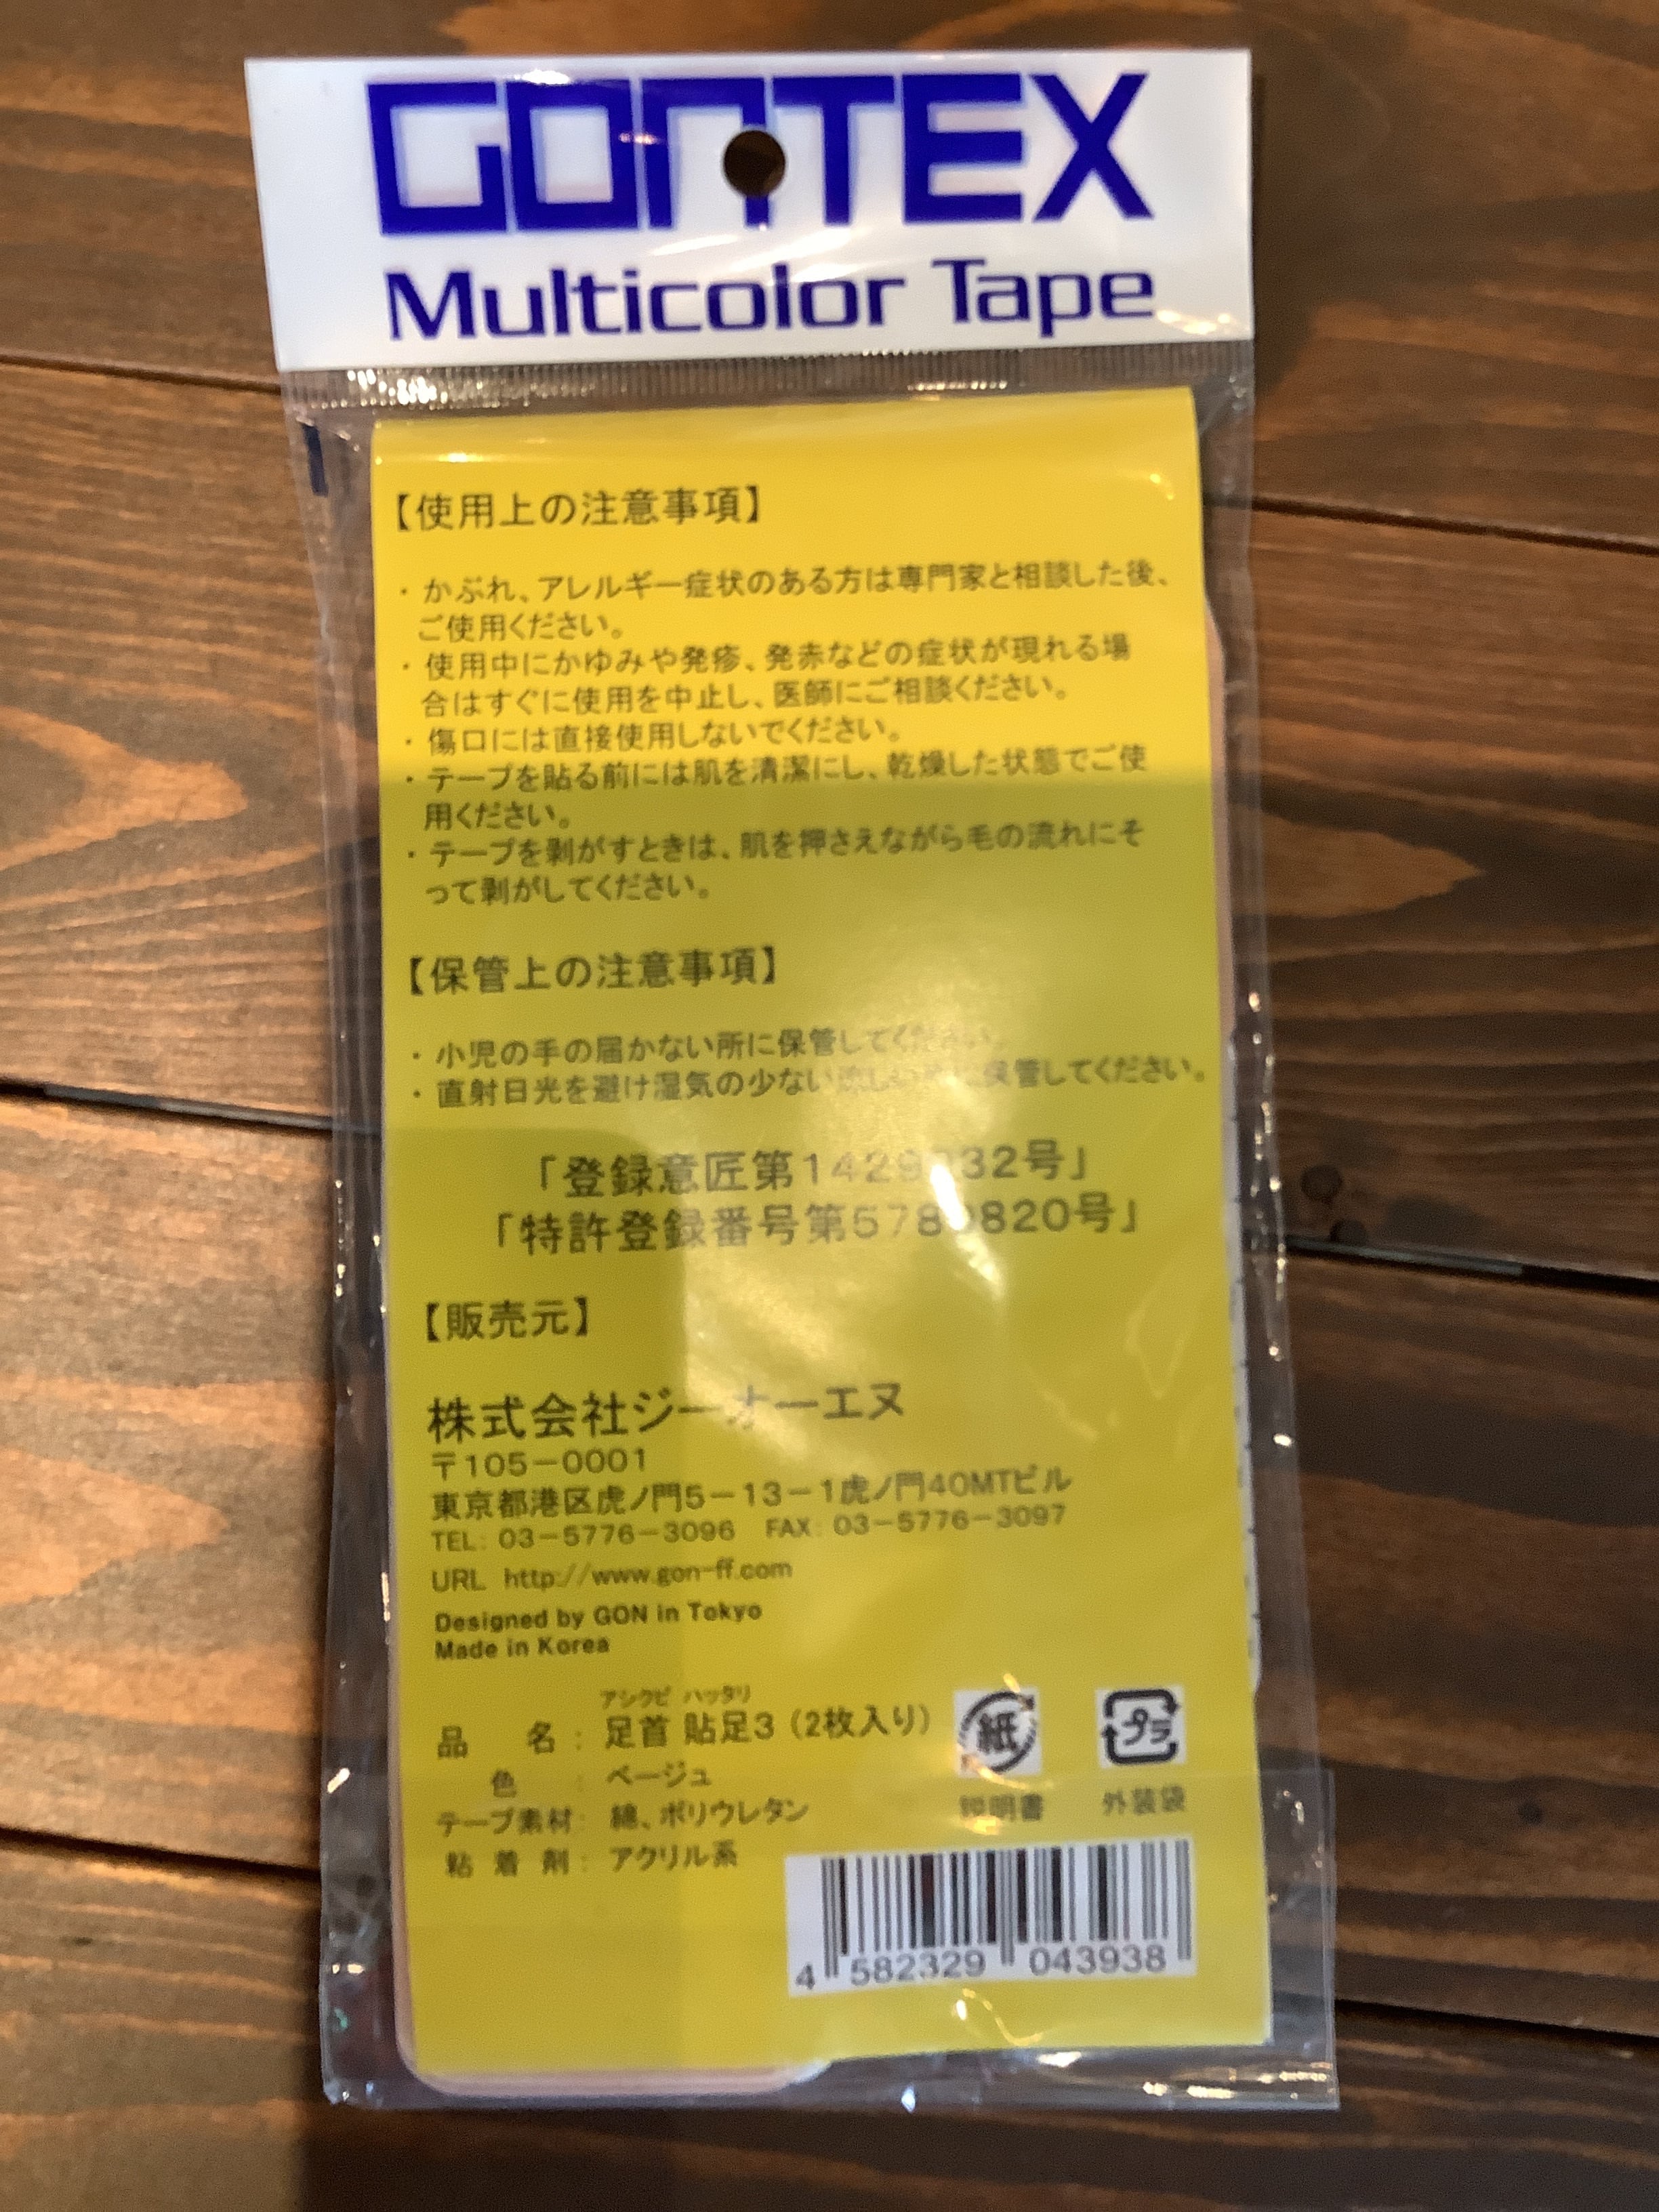 GONTEX
Multicolor Tape
【使用上の注意事項】
・かぶれ、アレルギー症状のある方は専門家と相談した後、
ご使用ください。
・使用中にかゆみや発疹、発赤などの症状が現れる場
合はすぐに使用を中止し、医師にご相談ください。
・傷口には直接使用しないでください。
・テープを貼る前には肌を清潔にし、乾燥した状態でご使
用ください。
・テープを剥がすときは、肌を押さえながら毛の流れにそ
って剥がしてください。
【保管上の注意事項】
・小児の手の届かない所に保管してください。
・直射日光を避け湿気の少ない涼しい 保管してください。
「登録意匠第 号」
「特許登録番号第 号」
【販売元】
株式会社ジーオーエヌ
〒105−0001
東京都港区虎ノ門5−13−1虎ノ門40MTビル
TEL: 03−5776−3096 FAX: 03−5776−3097
URL http://www.gon-ff.com
Designed by GON in Tokyo
Made in Korea
アシクビ ハッタリ
品 名 : 足首 貼足3 (2枚入り)
色 : ベージュ
テープ素材: 綿、ポリウレタン
粘 着 剤 : アクリル系
紙
プラ
説明書
外装袋
4 582329 043938